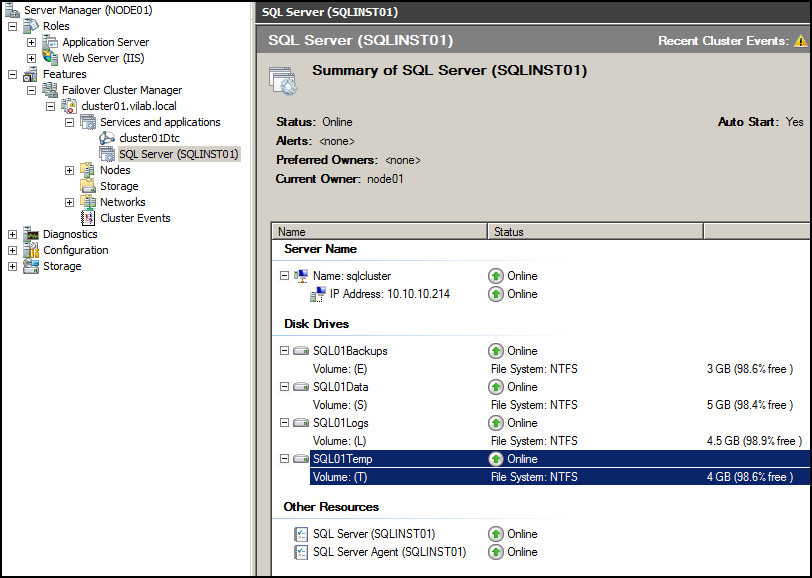 Server Manager (NODE01)
Roles
Application Server
Web Server (IIS)
Features
Failover Cluster Manager
cluster01.vilab.local
Services and applications
cluster01Dtc
SQL Server (SQLINST01)
Nodes
Storage
Networks
Cluster Events
Diagnostics
Configuration
Storage
SQL Server (SQLINST01)
SQL Server (SQLINST01) Recent Cluster Events:
Summary of SQL Server (SQLINST01)
Status: Online Auto Start: Yes
Alerts: <none>
Preferred Owners: <none>
Current Owner: node01
Name Status
Server Name
Name: sqlcluster Online
IP Address: 10.10.10.214 Online
Disk Drives
SQL01Backups Online
Volume: (E) File System: NTFS 3 GB (98.6% free )
SQL01Data Online
Volume: (S) File System: NTFS 5 GB (98.4% free )
SQL01Logs Online
Volume: (L) File System: NTFS 4.5 GB (98.9% free )
SQL01Temp Online
Volume: (T) File System: NTFS 4 GB (98.6% free )
Other Resources
SQL Server (SQLINST01) Online
SQL Server Agent (SQLINST01) Online